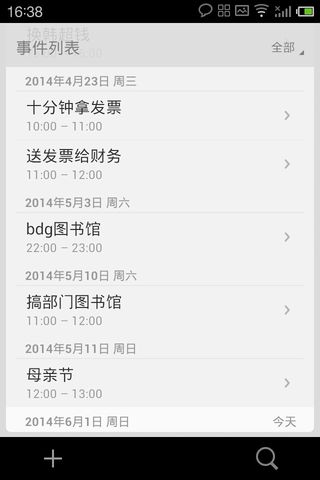 16:38
换韩超钱
事件列表
全部
2014年4月23日 周三
十分钟拿发票
10:00 – 11:00
送发票给财务
11:00 – 12:00
2014年5月3日 周六
bdg图书馆
22:00 – 23:00
2014年5月10日 周六
搞部门图书馆
11:00 – 12:00
2014年5月11日 周日
母亲节
12:00 – 13:00
2014年6月1日 周日
今天